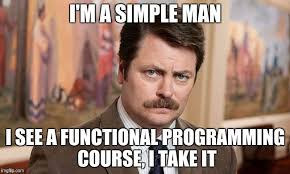 I'M A SIMPLE MAN
I SEE A FUNCTIONAL PROGRAMMING
COURSE, I TAKE IT
imgflip.com